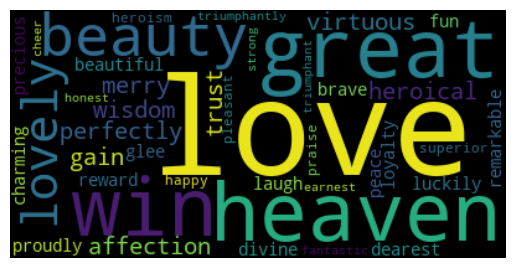 precious
cheer
heroism
triumphantly
virtuous
fun
beauty
great
beautiful
strong
lovely
merry
trust
pleasant
triumphant
brave
heroical
remarkable
honest
wisdom
love
charming
perfectly
praise
peace
loyalty
superior
gain
glee
reward
happy
laugh
earnest
luckily
win
heaven
proudly
affection
divine
fantastic
dearest